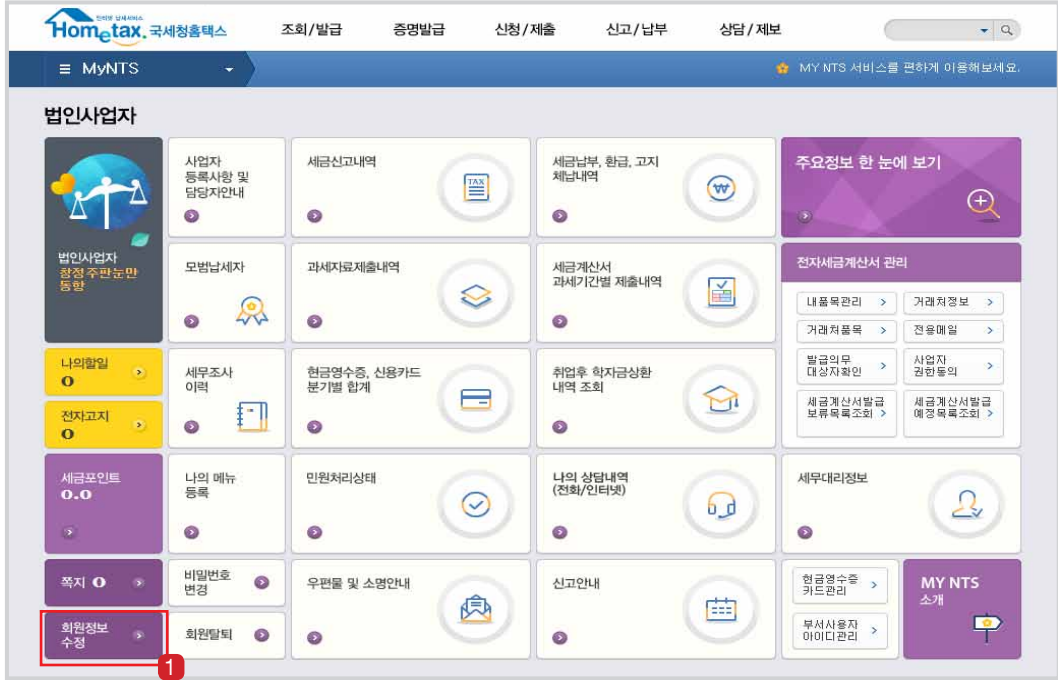 인터넷 납세서비스
Hometax. 국세청홈택스
조회/발급
증명발급
신청/제출
신고/납부
상담/제보
MyNTS
MY NTS 서비스를 편하게 이용해보세요.
법인사업자
법인사업자
창정주판눈만
동항
사업자
등록사항 및
담당자안내
세금신고내역
TAX
세금납부, 환급, 고지
체납내역
주요정보 한 눈에 보기
모범납세자
과세자료제출내역
세금계산서
과세기간별 제출내역
전자세금계산서 관리
내품목관리
거래처정보
거래처품목
전용메일
발급의무
대상자확인
사업자
권한동의
세금계산서발급
보류목록조회
세금계산서발급
예정목록조회
나의할일
0
전자고지
0
세무조사
이력
현금영수증, 신용카드
분기별 합계
취업후 학자금상환
내역 조회
세금포인트
0.0
나의 메뉴
등록
민원처리상태
나의 상담내역
(전화/인터넷)
세무대리정보
쪽지 0
비밀번호
변경
우편물 및 소명안내
신고안내
현금영수증
카드관리
MY NTS
소개
회원정보
수정
회원탈퇴
부서사용자
아이디관리
1